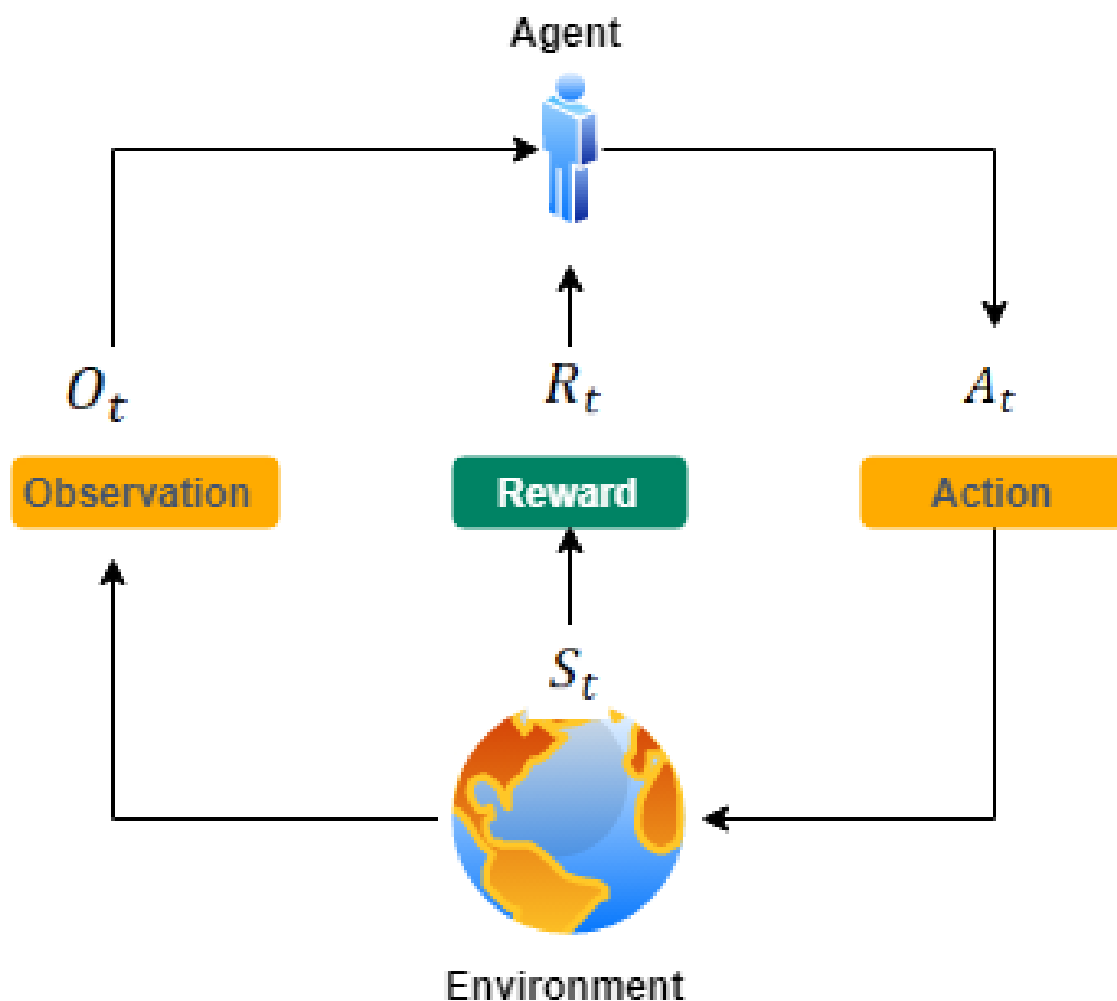 Agent
O_t
R_t
A_t
Observation
Reward
Action
S_t
Environment